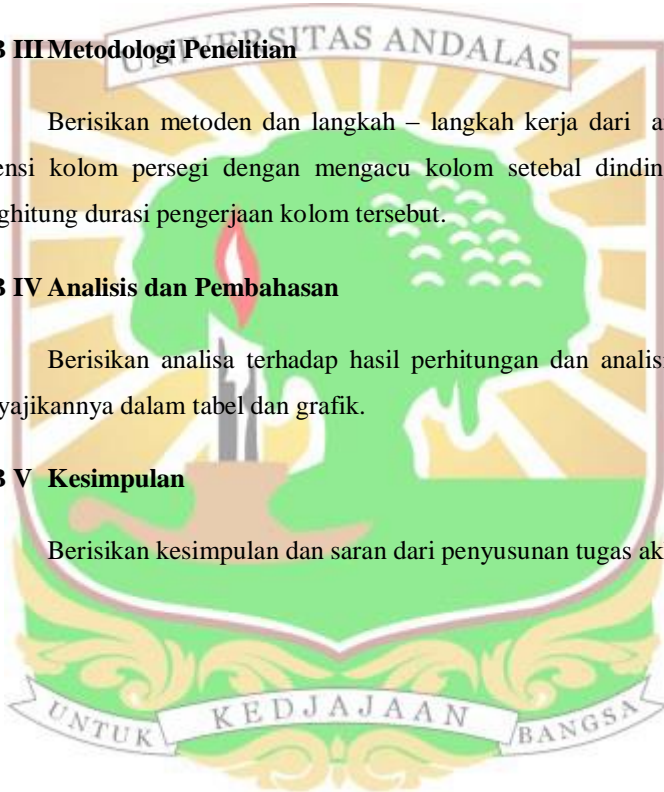 UNIVERSITAS ANDALAS
B III Metodologi Penelitian
Berisikan metoden dan langkah – langkah kerja dari a
ensi kolom persegi dengan mengacu kolom setebal dindin
ghitung durasi pengerjaan kolom tersebut.
B IV Analisis dan Pembahasan
Berisikan analisa terhadap hasil perhitungan dan analisi
yajikannya dalam tabel dan grafik.
B V Kesimpulan
Berisikan kesimpulan dan saran dari penyusunan tugas ak
UNTUK KEDJAJAAN BANGSA